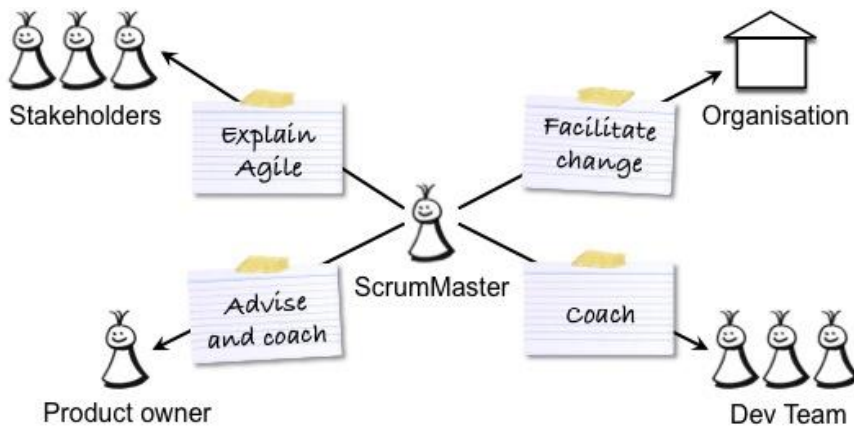 Stakeholders
Explain
Agile
Facilitate
change
Organisation
ScrumMaster
Advise
and coach
Product owner
Coach
Dev Team